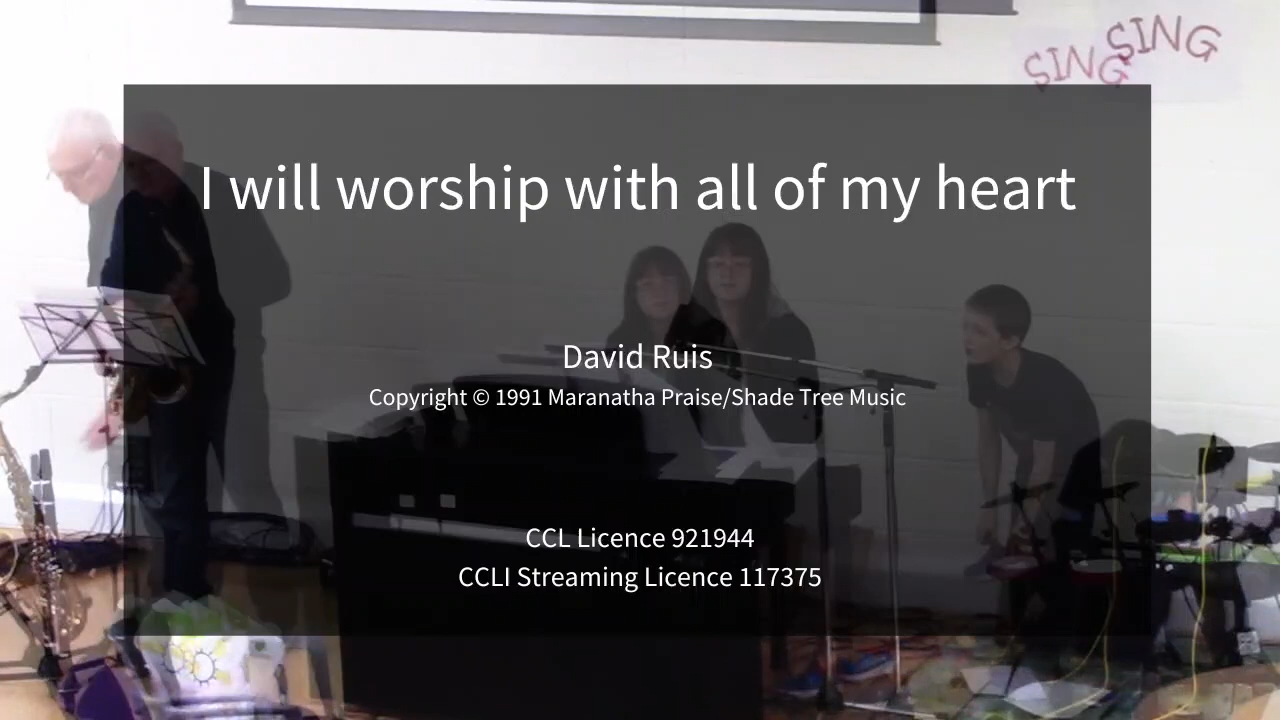 SING SING
I will worship with all of my heart
David Ruis
Copyright © 1991 Maranatha Praise/Shade Tree Music
CCL Licence 921944
CCLI Streaming Licence 117375